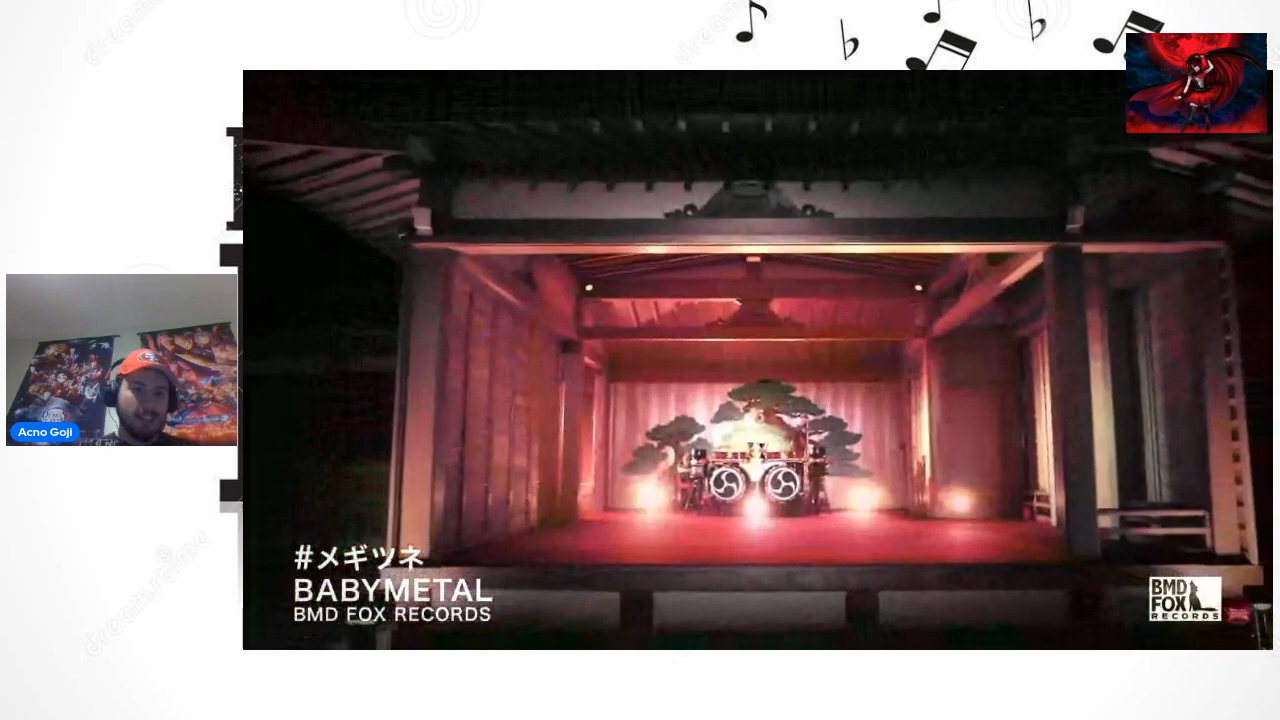 Acno Goji
#メギツネ
BABYMETAL
BMD FOX RECORDS
BMD
FOX
RECORDS